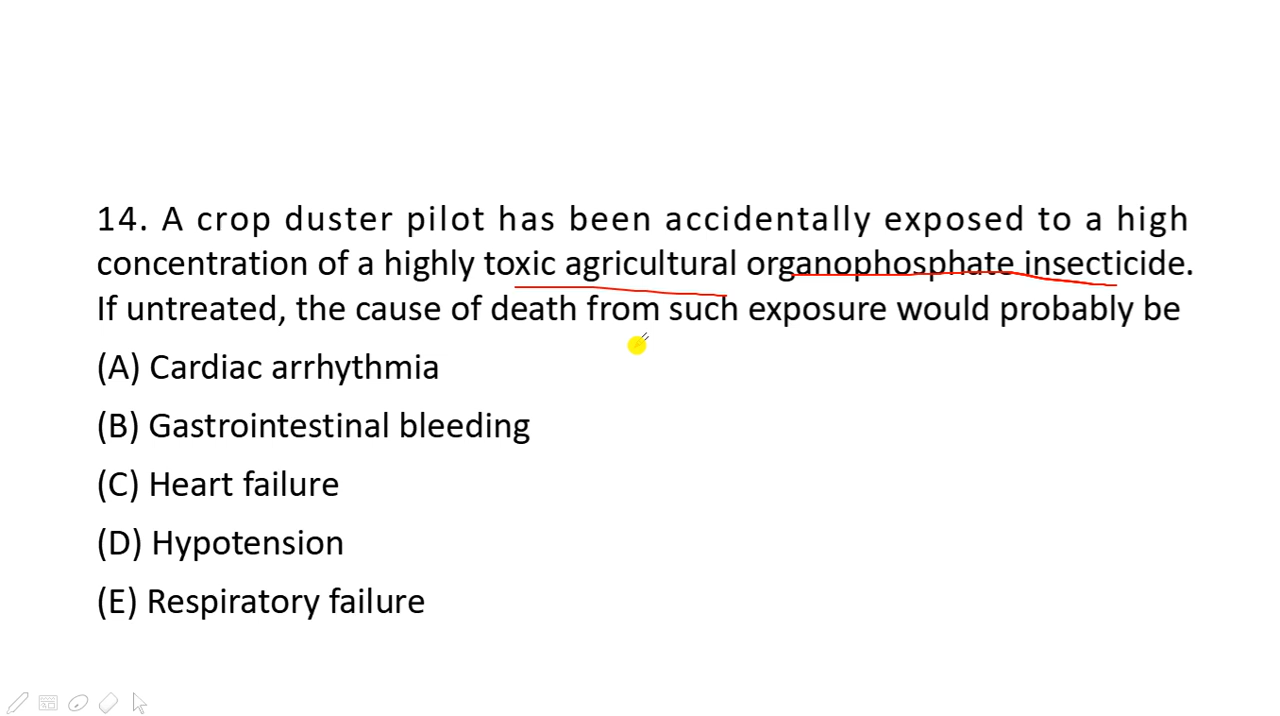 14. A crop duster pilot has been accidentally exposed to a high
concentration of a highly toxic agricultural organophosphate insecticide.
If untreated, the cause of death from such exposure would probably be
(A) Cardiac arrhythmia
(B) Gastrointestinal bleeding
(C) Heart failure
(D) Hypotension
(E) Respiratory failure